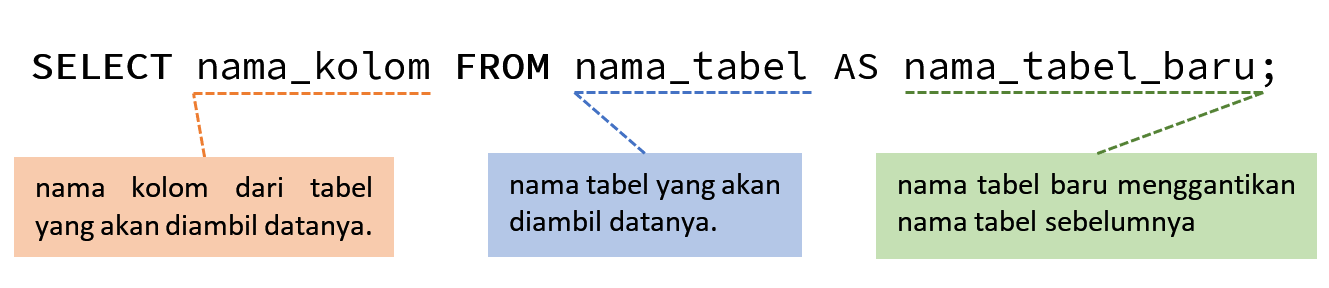 SELECT nama_kolom FROM nama_tabel AS nama_tabel_baru;
nama kolom dari tabel
yang akan diambil datanya.
nama tabel yang akan
diambil datanya.
nama tabel baru menggantikan
nama tabel sebelumnya